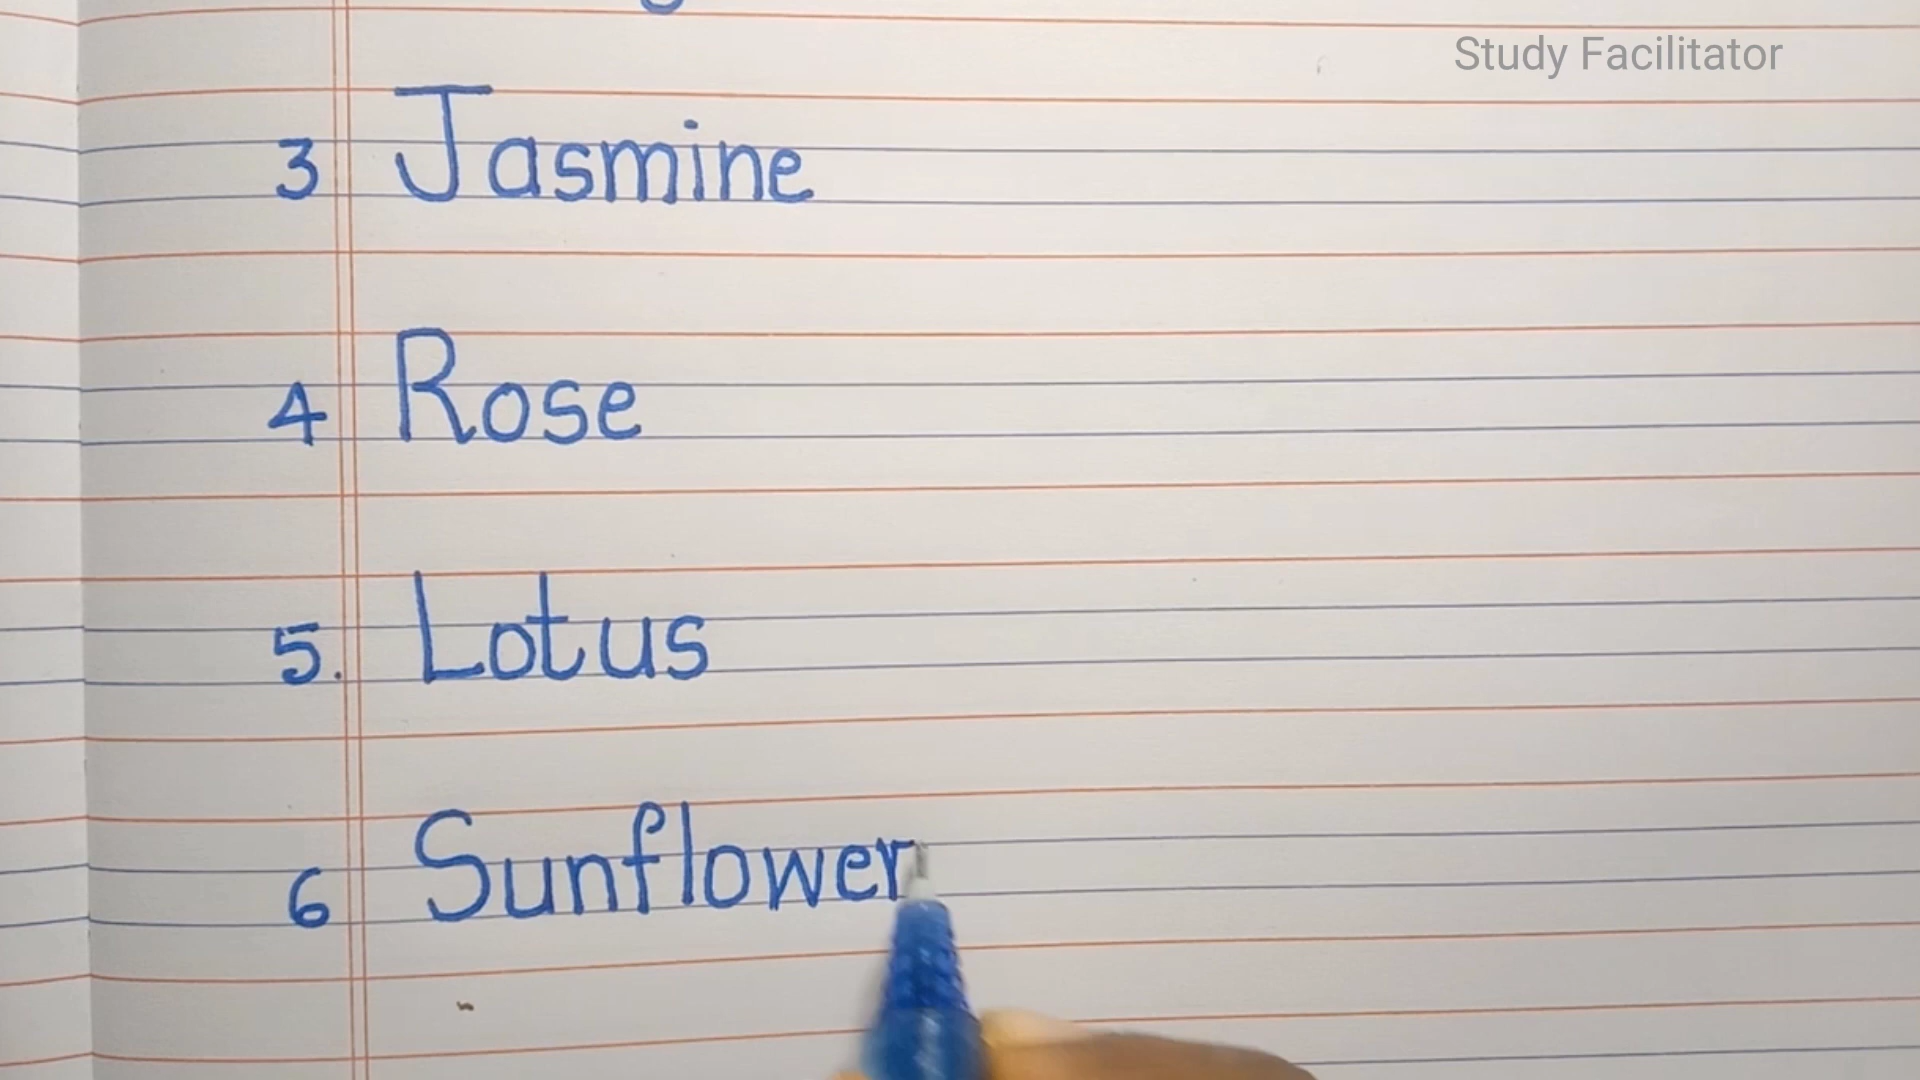 Study Facilitator
3 Jasmine
4 Rose
5. Lotus
6 Sunflower